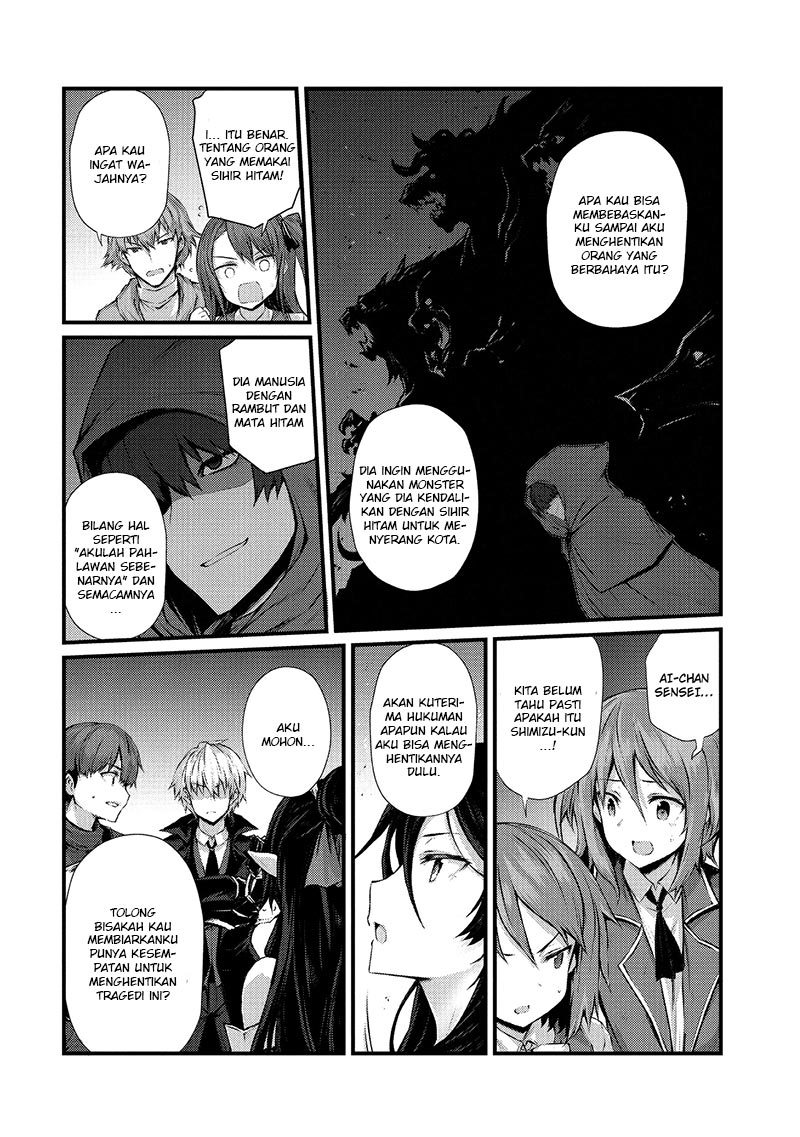 APA KAU BISA
MEMBEBASKAN-
KU SAMPAI AKU
MENGHENTIKAN
ORANG YANG
BERBAHAYA ITU?
DIA INGIN MENGGU-
NAKAN MONSTER
YANG DIA KENDALI-
KAN DENGAN SIHIR
HITAM UNTUK ME-
NYERANG KOTA.
I... ITU BENAR.
TENTANG ORANG
YANG MEMAKAI
SIHIR HITAM!
APA KAU
INGAT WA-
JAHNYA?
DIA MANUSIA
DENGAN
RAMBUT DAN
MATA HITAM
BILANG HAL
SEPERTI
"AKULAH PAH-
LAWAN SEBE-
NARNYA" DAN
SEMACAMNYA
...
AI-CHAN
SENSEI...
KITA BELUM
TAHU PASTI
APAKAH ITU
SHIMIZU-KUN
...!
AKAN KUTERI-
MA HUKUMAN
APAPUN KALAU
AKU BISA MENG-
HENTIKANNYA
DULU.
AKU
MOHON...
TOLONG
BISAKAH KAU
MEMBIARKANKU
PUNYA KESEM-
PATAN UNTUK
MENGHENTIKAN
TRAGEDI INI?